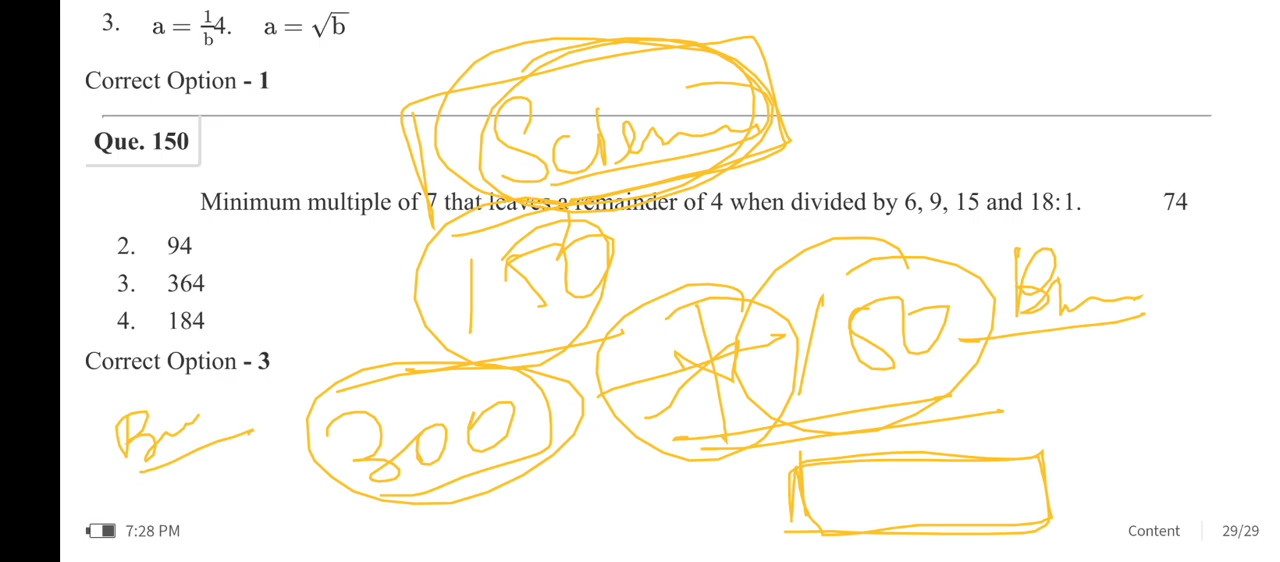 3. a = 1/b 4. a = √b
Correct Option - 1
Que. 150
Minimum multiple of 7 that leaves a remainder of 4 when divided by 6, 9, 15 and 18:1. 74
2. 94
3. 364
4. 184
Correct Option - 3
150
150
300
7:28 PM Content 29/29